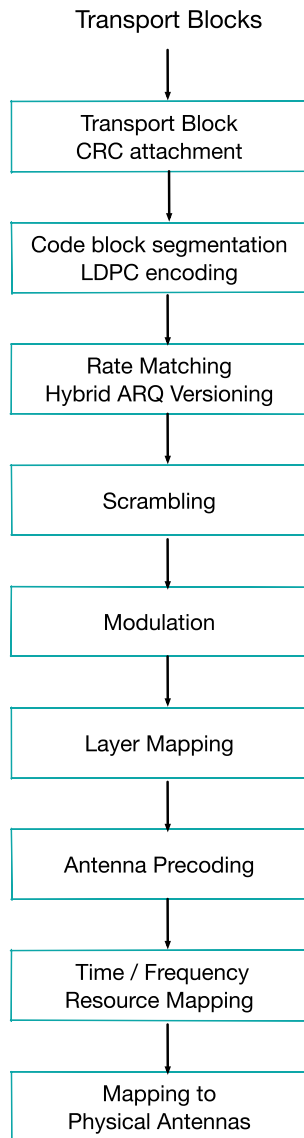 Transport Blocks
Transport Block
CRC attachment
Code block segmentation
LDPC encoding
Rate Matching
Hybrid ARQ Versioning
Scrambling
Modulation
Layer Mapping
Antenna Precoding
Time / Frequency
Resource Mapping
Mapping to
Physical Antennas